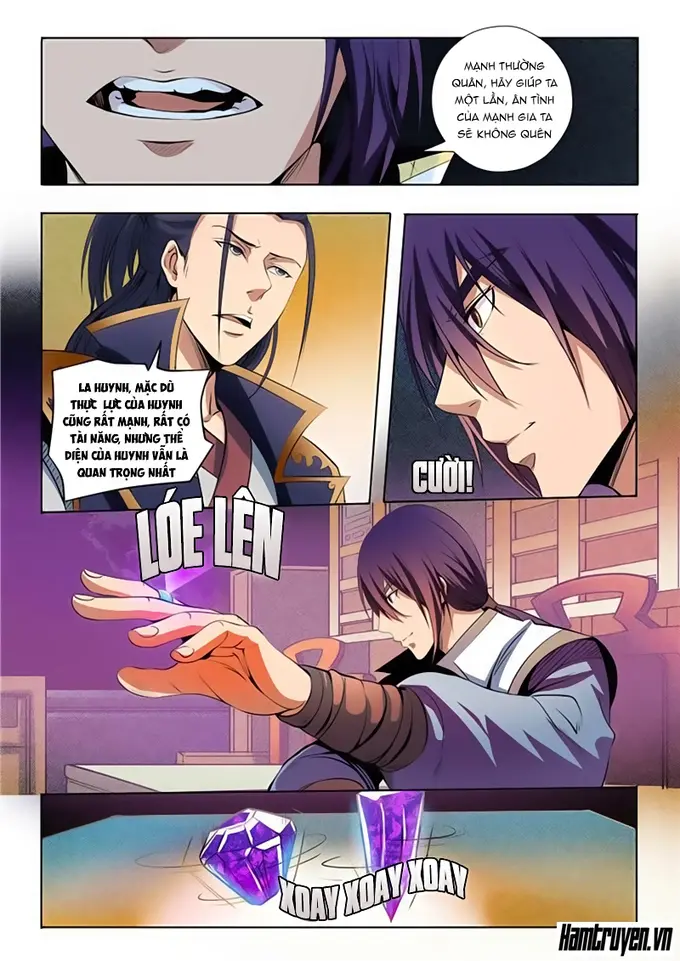 MẠNH THƯỜNG
QUÂN, HÃY GIÚP TA
MỘT LẦN, ÂN TÌNH
CỦA MẠNH GIA TA
SẼ KHÔNG QUÊN
LA HUYNH, MẶC DÙ
THỰC LỰC CỦA HUYNH
CŨNG RẤT MẠNH, RẤT CÓ
TÀI NĂNG, NHƯNG THỂ
DIỆN CỦA HUYNH VẪN LÀ
QUAN TRỌNG NHẤT
CƯỜI!
LÓE LÊN
XOAY XOAY XOAY
Hamtruyen.vn